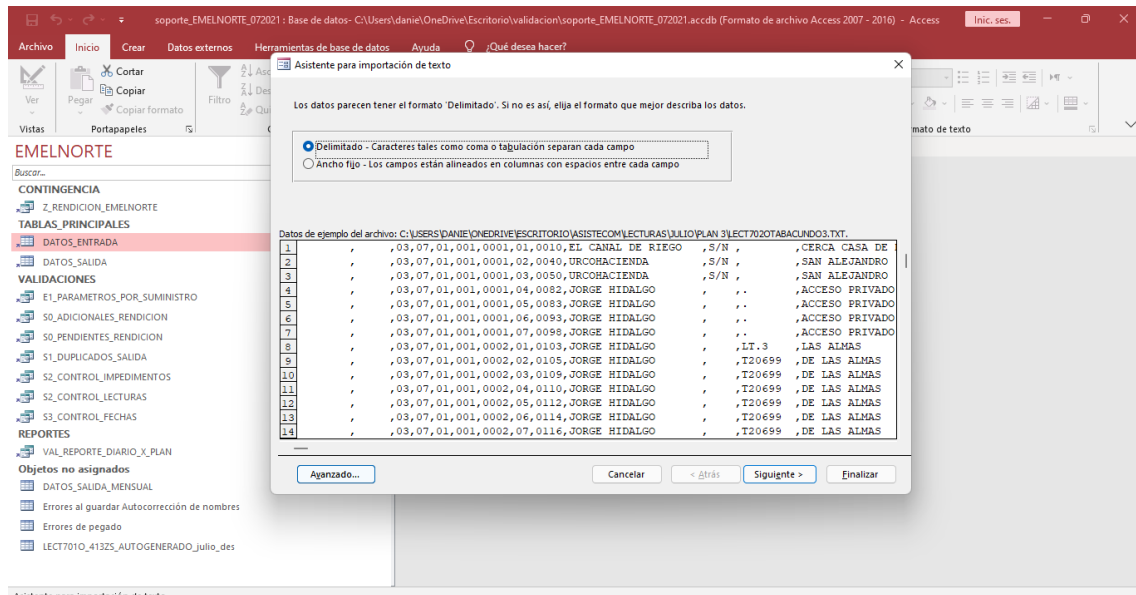 soporte_EMELNORTE_072021 : Base de datos- C:\Users\danie\OneDrive\Escritorio\validacion\soporte_EMELNORTE_072021.accdb (Formato de archivo Access 2007 - 2016) - Access Inic. ses.
Archivo Inicio Crear Datos externos Herramientas de base de datos Ayuda ¿Qué desea hacer?
Ver
Vistas
Pegar
Cortar
Copiar
Copiar formato
Portapapeles
Filtro
Asc
Des
Qu
mato de texto
EMELNORTE
Buscar...
CONTINGENCIA
Z_RENDICION_EMELNORTE
TABLAS_PRINCIPALES
DATOS_ENTRADA
DATOS_SALIDA
VALIDACIONES
E1_PARAMETROS_POR_SUMINISTRO
S0_ADICIONALES_RENDICION
S0_PENDIENTES_RENDICION
S1_DUPLICADOS_SALIDA
S2_CONTROL_IMPEDIMENTOS
S2_CONTROL_LECTURAS
S3_CONTROL_FECHAS
REPORTES
VAL_REPORTE_DIARIO_X_PLAN
Objetos no asignados
DATOS_SALIDA_MENSUAL
Errores al guardar Autocorrección de nombres
Errores de pegado
LECT701O_413ZS_AUTOGENERADO_julio_des
Asistente para importación de texto
Los datos parecen tener el formato 'Delimitado'. Si no es así, elija el formato que mejor describa los datos.
Delimitado - Caracteres tales como coma o tabulación separan cada campo
Ancho fijo - Los campos están alineados en columnas con espacios entre cada campo
Datos de ejemplo del archivo: C:\USERS\DANIE\ONEDRIVE\ESCRITORIO\ASISTECOM\LECTURAS\JULIO\PLAN 3\LECT702OTABACUNDO3.TXT.
1 , ,03,07,01,001,0001,01,0010,EL CANAL DE RIEGO ,S/N , ,CERCA CASA DE
2 , ,03,07,01,001,0001,02,0040,URCOHACIENDA ,S/N , ,SAN ALEJANDRO
3 , ,03,07,01,001,0001,03,0050,URCOHACIENDA ,S/N , ,SAN ALEJANDRO
4 , ,03,07,01,001,0001,04,0082,JORGE HIDALGO , ,. ,ACCESO PRIVADO
5 , ,03,07,01,001,0001,05,0083,JORGE HIDALGO , ,. ,ACCESO PRIVADO
6 , ,03,07,01,001,0001,06,0093,JORGE HIDALGO , ,. ,ACCESO PRIVADO
7 , ,03,07,01,001,0001,07,0098,JORGE HIDALGO , ,. ,ACCESO PRIVADO
8 , ,03,07,01,001,0002,01,0103,JORGE HIDALGO , ,LT.3 ,LAS ALMAS
9 , ,03,07,01,001,0002,02,0105,JORGE HIDALGO , ,T20699 ,DE LAS ALMAS
10 , ,03,07,01,001,0002,03,0109,JORGE HIDALGO , ,T20699 ,DE LAS ALMAS
11 , ,03,07,01,001,0002,04,0110,JORGE HIDALGO , ,T20699 ,DE LAS ALMAS
12 , ,03,07,01,001,0002,05,0112,JORGE HIDALGO , ,T20699 ,DE LAS ALMAS
13 , ,03,07,01,001,0002,06,0114,JORGE HIDALGO , ,T20699 ,DE LAS ALMAS
14 , ,03,07,01,001,0002,07,0116,JORGE HIDALGO , ,T20699 ,DE LAS ALMAS
Avanzado... Cancelar < Atrás Siguiente > Finalizar